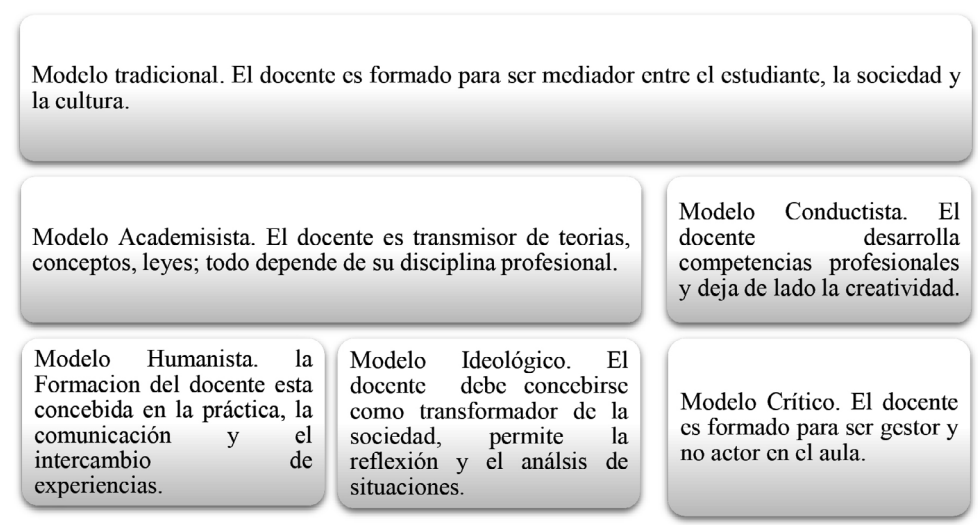 Modelo tradicional. El docente es formado para ser mediador entre el estudiante, la sociedad y
la cultura.
Modelo Academisista. El docente es transmisor de teorias,
conceptos, leyes; todo depende de su disciplina profesional.
Modelo Conductista. El
docente desarrolla
competencias profesionales
y deja de lado la creatividad.
Modelo Humanista. la
Formacion del docente esta
concebida en la práctica, la
comunicación y el
intercambio de
experiencias.
Modelo Ideológico. El
docente debe concebirse
como transformador de la
sociedad, permite la
reflexión y el análsis de
situaciones.
Modelo Crítico. El docente
es formado para ser gestor y
no actor en el aula.